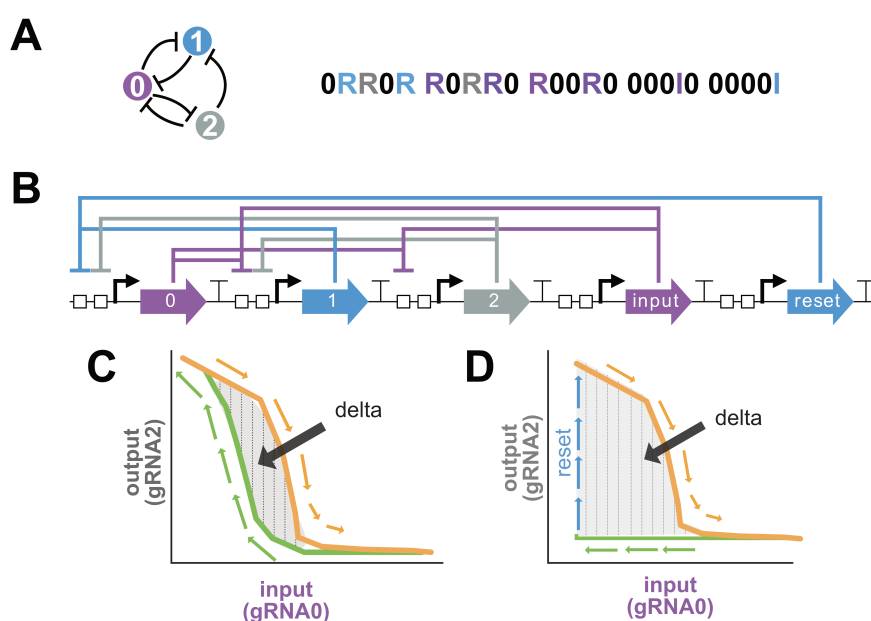 A
1
0
2
0RR0R R0RR0 R00R0 000I0 0000I
B
0
1
2
input
reset
C
delta
output
(gRNA2)
input
(gRNA0)
D
delta
output
(gRNA2)
reset
input
(gRNA0)